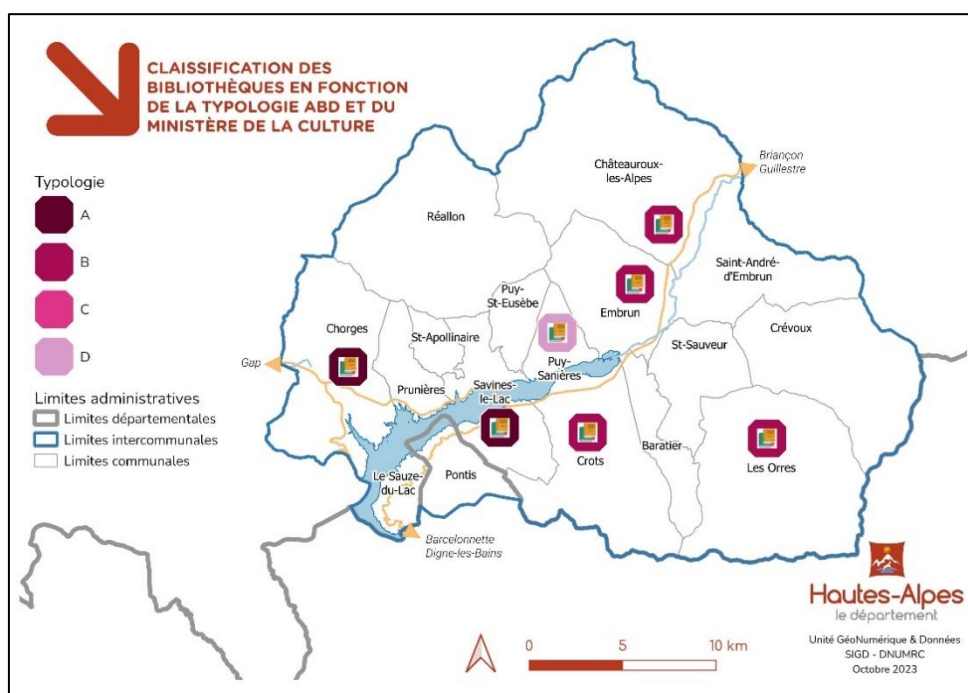 CLAISSIFICATION DES
BIBLIOTHÈQUES EN FONCTION
DE LA TYPOLOGIE ABD ET DU
MINISTÈRE DE LA CULTURE
Typologie
A
B
C
D
Limites administratives
Limites départementales
Limites intercommunales
Limites communales
Briançon
Guillestre
Châteauroux-
les-Alpes
Réallon
Saint-André-
d'Embrun
Puy-
St-Eusèbe
Embrun
Crévoux
Chorges
St-Apollinaire
St-Sauveur
Gap
Puy-
Sanières
Prunières
Savines-
le-Lac
Baratier
Crots
Les Orres
Le Sauze-
du-Lac
Pontis
Barcelonnette
Digne-les-Bains
0 5 10 km
Hautes-Alpes
le département
Unité GéoNumérique & Données
SIGD - DNUMRC
Octobre 2023